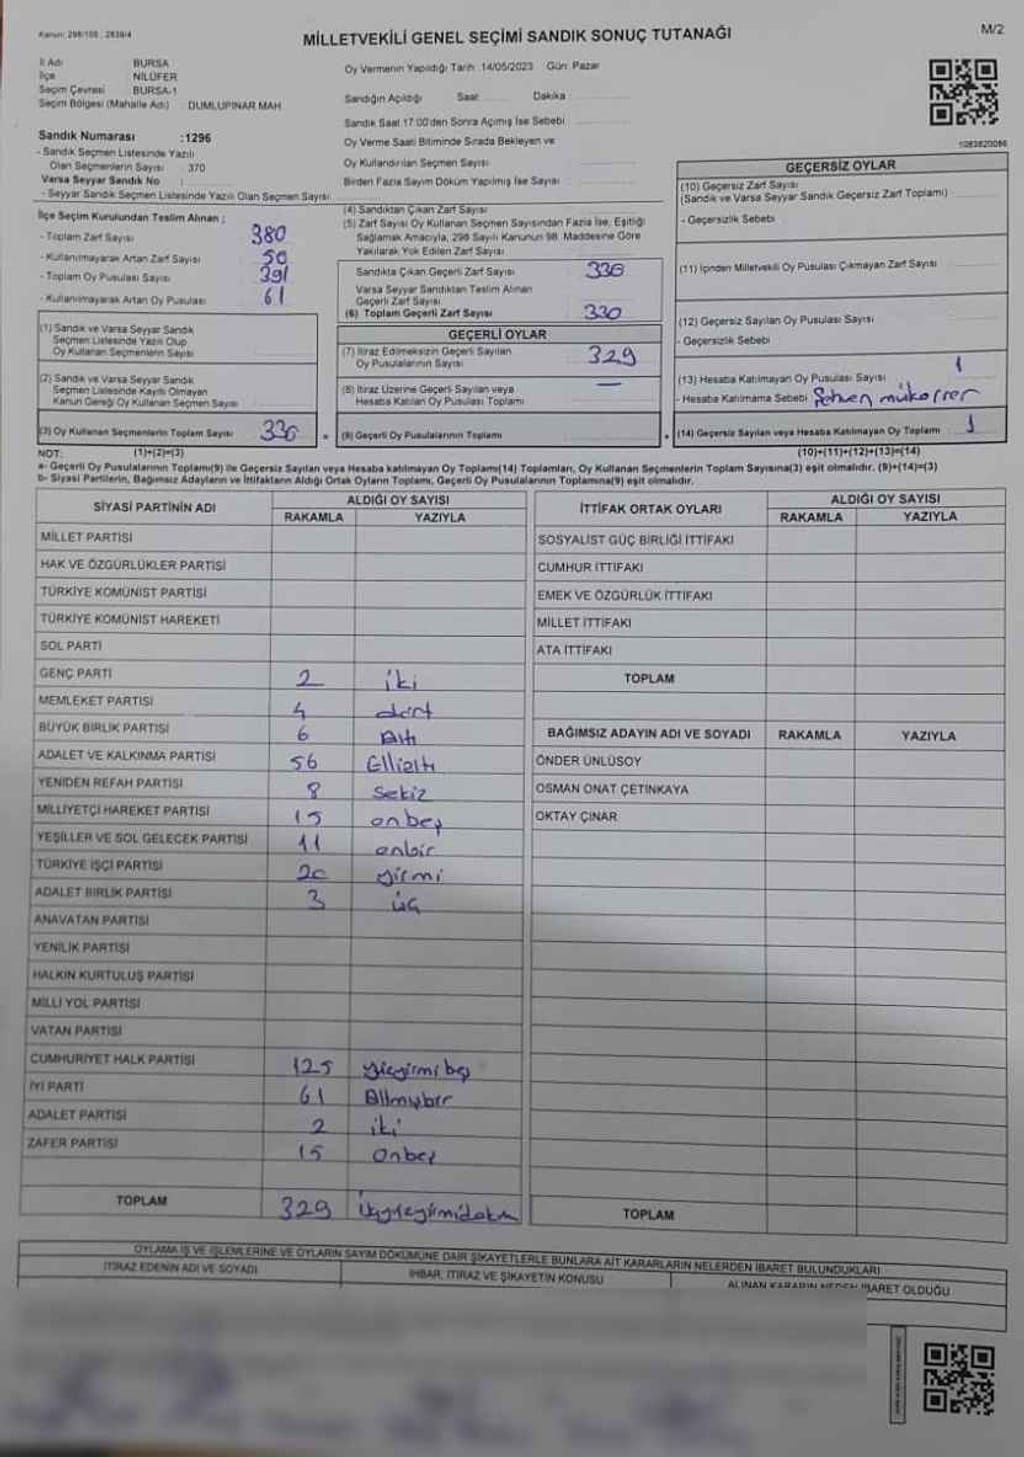 Kanun: 298/105 ; 2839/4
MİLLETVEKİLİ GENEL SEÇİMİ SANDIK SONUÇ TUTANAĞI
M/2
İl Adı BURSA
İlçe NİLÜFER
Seçim Çevresi BURSA-1
Seçim Bölgesi (Mahalle Adı) DUMLUPINAR MAH
Sandık Numarası :1296
- Sandık Seçmen Listesinde Yazılı
Olan Seçmenlerin Sayısı : 370
Varsa Seyyar Sandık No :
- Seyyar Sandık Seçmen Listesinde Yazılı Olan Seçmen Sayısı
Oy Vermenin Yapıldığı Tarih :14/05/2023 Gün: Pazar
Sandığın Açıldığı Saat: Dakika :
Sandık Saat 17:00'den Sonra Açılmış İse Sebebi
Oy Verme Saati Bitiminde Sırada Bekleyen ve
Oy Kullandırılan Seçmen Sayısı
Birden Fazla Sayım Döküm Yapılmış İse Sayısı
İlçe Seçim Kurulundan Teslim Alınan :
- Toplam Zarf Sayısı 380
- Kullanılmayarak Artan Zarf Sayısı 50
- Toplam Oy Pusulası Sayısı 391
- Kullanılmayarak Artan Oy Pusulası 61
(1) Sandık ve Varsa Seyyar Sandık
Seçmen Listesinde Yazılı Olup
Oy Kullanan Seçmenlerin Sayısı
(2) Sandık ve Varsa Seyyar Sandık
Seçmen Listesinde Kayıtlı Olmayan
Kanun Gereği Oy Kullanan Seçmen Sayısı
(3) Oy Kullanan Seçmenlerin Toplam Sayısı 330
(4) Sandıktan Çıkan Zarf Sayısı
(5) Zarf Sayısı Oy Kullanan Seçmen Sayısından Fazla İse, Eşitliği
Sağlamak Amacıyla, 298 Sayılı Kanunun 98. Maddesine Göre
Yakılarak Yok Edilen Zarf Sayısı
Sandıkta Çıkan Geçerli Zarf Sayısı 330
Varsa Seyyar Sandıktan Teslim Alınan
Geçerli Zarf Sayısı
(6) Toplam Geçerli Zarf Sayısı 330
GEÇERLİ OYLAR
(7) İtiraz Edilmeksizin Geçerli Sayılan
Oy Pusulalarının Sayısı 329
(8) İtiraz Üzerine Geçerli Sayılan veya
Hesaba Katılan Oy Pusulası Toplamı —
= (9) Geçerli Oy Pusulalarının Toplamı
GEÇERSİZ OYLAR
(10) Geçersiz Zarf Sayısı
(Sandık ve Varsa Seyyar Sandık Geçersiz Zarf Toplamı)
- Geçersizlik Sebebi
(11) İçinden Milletvekili Oy Pusulası Çıkmayan Zarf Sayısı
(12) Geçersiz Sayılan Oy Pusulası Sayısı
- Geçersizlik Sebebi
(13) Hesaba Katılmayan Oy Pusulası Sayısı 1
- Hesaba Katılmama Sebebi Sehven mükerrer
+ (14) Geçersiz Sayılan veya Hesaba Katılmayan Oy Toplamı 1
NOT: (1)+(2)=(3) (10)+(11)+(12)+(13)=(14)
a- Geçerli Oy Pusulalarının Toplamı(9) ile Geçersiz Sayılan veya Hesaba katılmayan Oy Toplamı(14) Toplamları, Oy Kullanan Seçmenlerin Toplam Sayısına(3) eşit olmalıdır. (9)+(14)=(3)
b- Siyasi Partilerin, Bağımsız Adayların ve İttifakların Aldığı Ortak Oyların Toplamı, Geçerli Oy Pusulalarının Toplamına(9) eşit olmalıdır.
SİYASİ PARTİNİN ADI ALDIĞI OY SAYISI
RAKAMLA YAZIYLA
MİLLET PARTİSİ
HAK VE ÖZGÜRLÜKLER PARTİSİ
TÜRKİYE KOMÜNİST PARTİSİ
TÜRKİYE KOMÜNİST HAREKETİ
SOL PARTİ
GENÇ PARTİ 2 iki
MEMLEKET PARTİSİ 4 dört
BÜYÜK BİRLİK PARTİSİ 6 Altı
ADALET VE KALKINMA PARTİSİ 56 Ellialtı
YENİDEN REFAH PARTİSİ 8 sekiz
MİLLİYETÇİ HAREKET PARTİSİ 15 onbeş
YEŞİLLER VE SOL GELECEK PARTİSİ 11 onbir
TÜRKİYE İŞÇİ PARTİSİ 20 yirmi
ADALET BİRLİK PARTİSİ 3 üç
ANAVATAN PARTİSİ
YENİLİK PARTİSİ
HALKIN KURTULUŞ PARTİSİ
MİLLİ YOL PARTİSİ
VATAN PARTİSİ
CUMHURİYET HALK PARTİSİ 125 yüzyirmibeş
İYİ PARTİ 61 Altmışbir
ADALET PARTİSİ 2 iki
ZAFER PARTİSİ 15 onbeş
TOPLAM 329 üçyüzyirmidokuz
İTTİFAK ORTAK OYLARI ALDIĞI OY SAYISI
RAKAMLA YAZIYLA
SOSYALİST GÜÇ BİRLİĞİ İTTİFAKI
CUMHUR İTTİFAKI
EMEK VE ÖZGÜRLÜK İTTİFAKI
MİLLET İTTİFAKI
ATA İTTİFAKI
TOPLAM
BAĞIMSIZ ADAYIN ADI VE SOYADI RAKAMLA YAZIYLA
ÖNDER ÜNLÜSOY
OSMAN ONAT ÇETİNKAYA
OKTAY ÇINAR
TOPLAM
OYLAMA İŞ VE İŞLEMLERİNE VE OYLARIN SAYIM DÖKÜMÜNE DAİR ŞİKAYETLERLE BUNLARA AİT KARARLARIN NELERDEN İBARET BULUNDUKLARI
İTİRAZ EDENİN ADI VE SOYADI İHBAR, İTİRAZ VE ŞİKAYETİN KONUSU ALINAN KARARIN NEDEN İBARET OLDUĞU